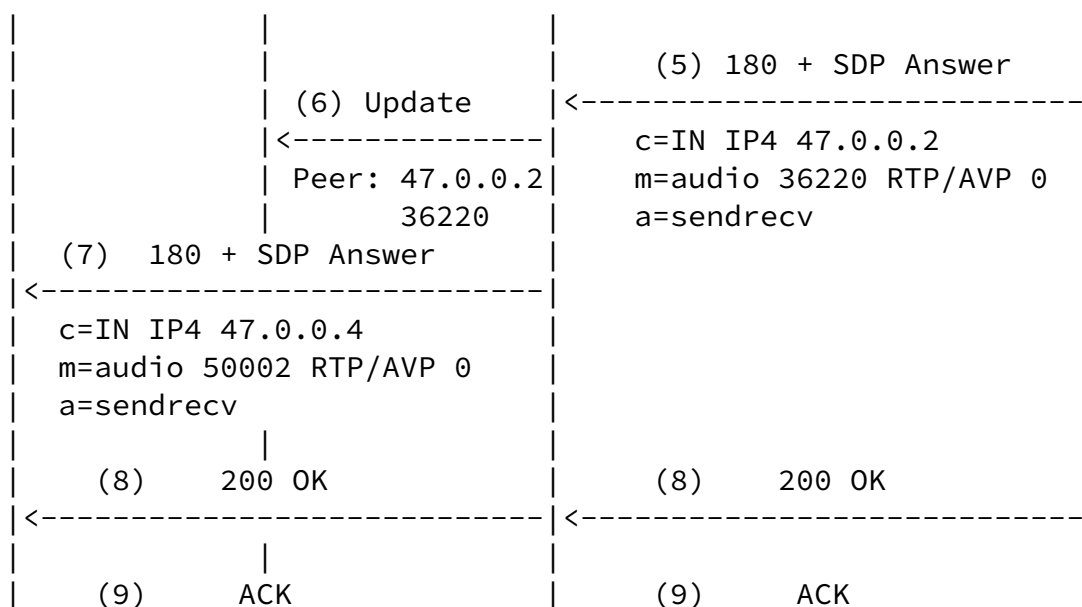 |             |               |
|             |               |     (5) 180 + SDP Answer
|             | (6) Update    |<----------------------------
|             |<--------------|    c=IN IP4 47.0.0.2
|             | Peer: 47.0.0.2|    m=audio 36220 RTP/AVP 0
|             |       36220   |    a=sendrecv
|  (7)  180 + SDP Answer      |
|<----------------------------|
|  c=IN IP4 47.0.0.4          |
|  m=audio 50002 RTP/AVP 0    |
|  a=sendrecv                 |
|             |               |
|    (8)     200 OK           |     (8)     200 OK
|<----------------------------|<----------------------------
|             |               |
|    (9)     ACK              |     (9)     ACK